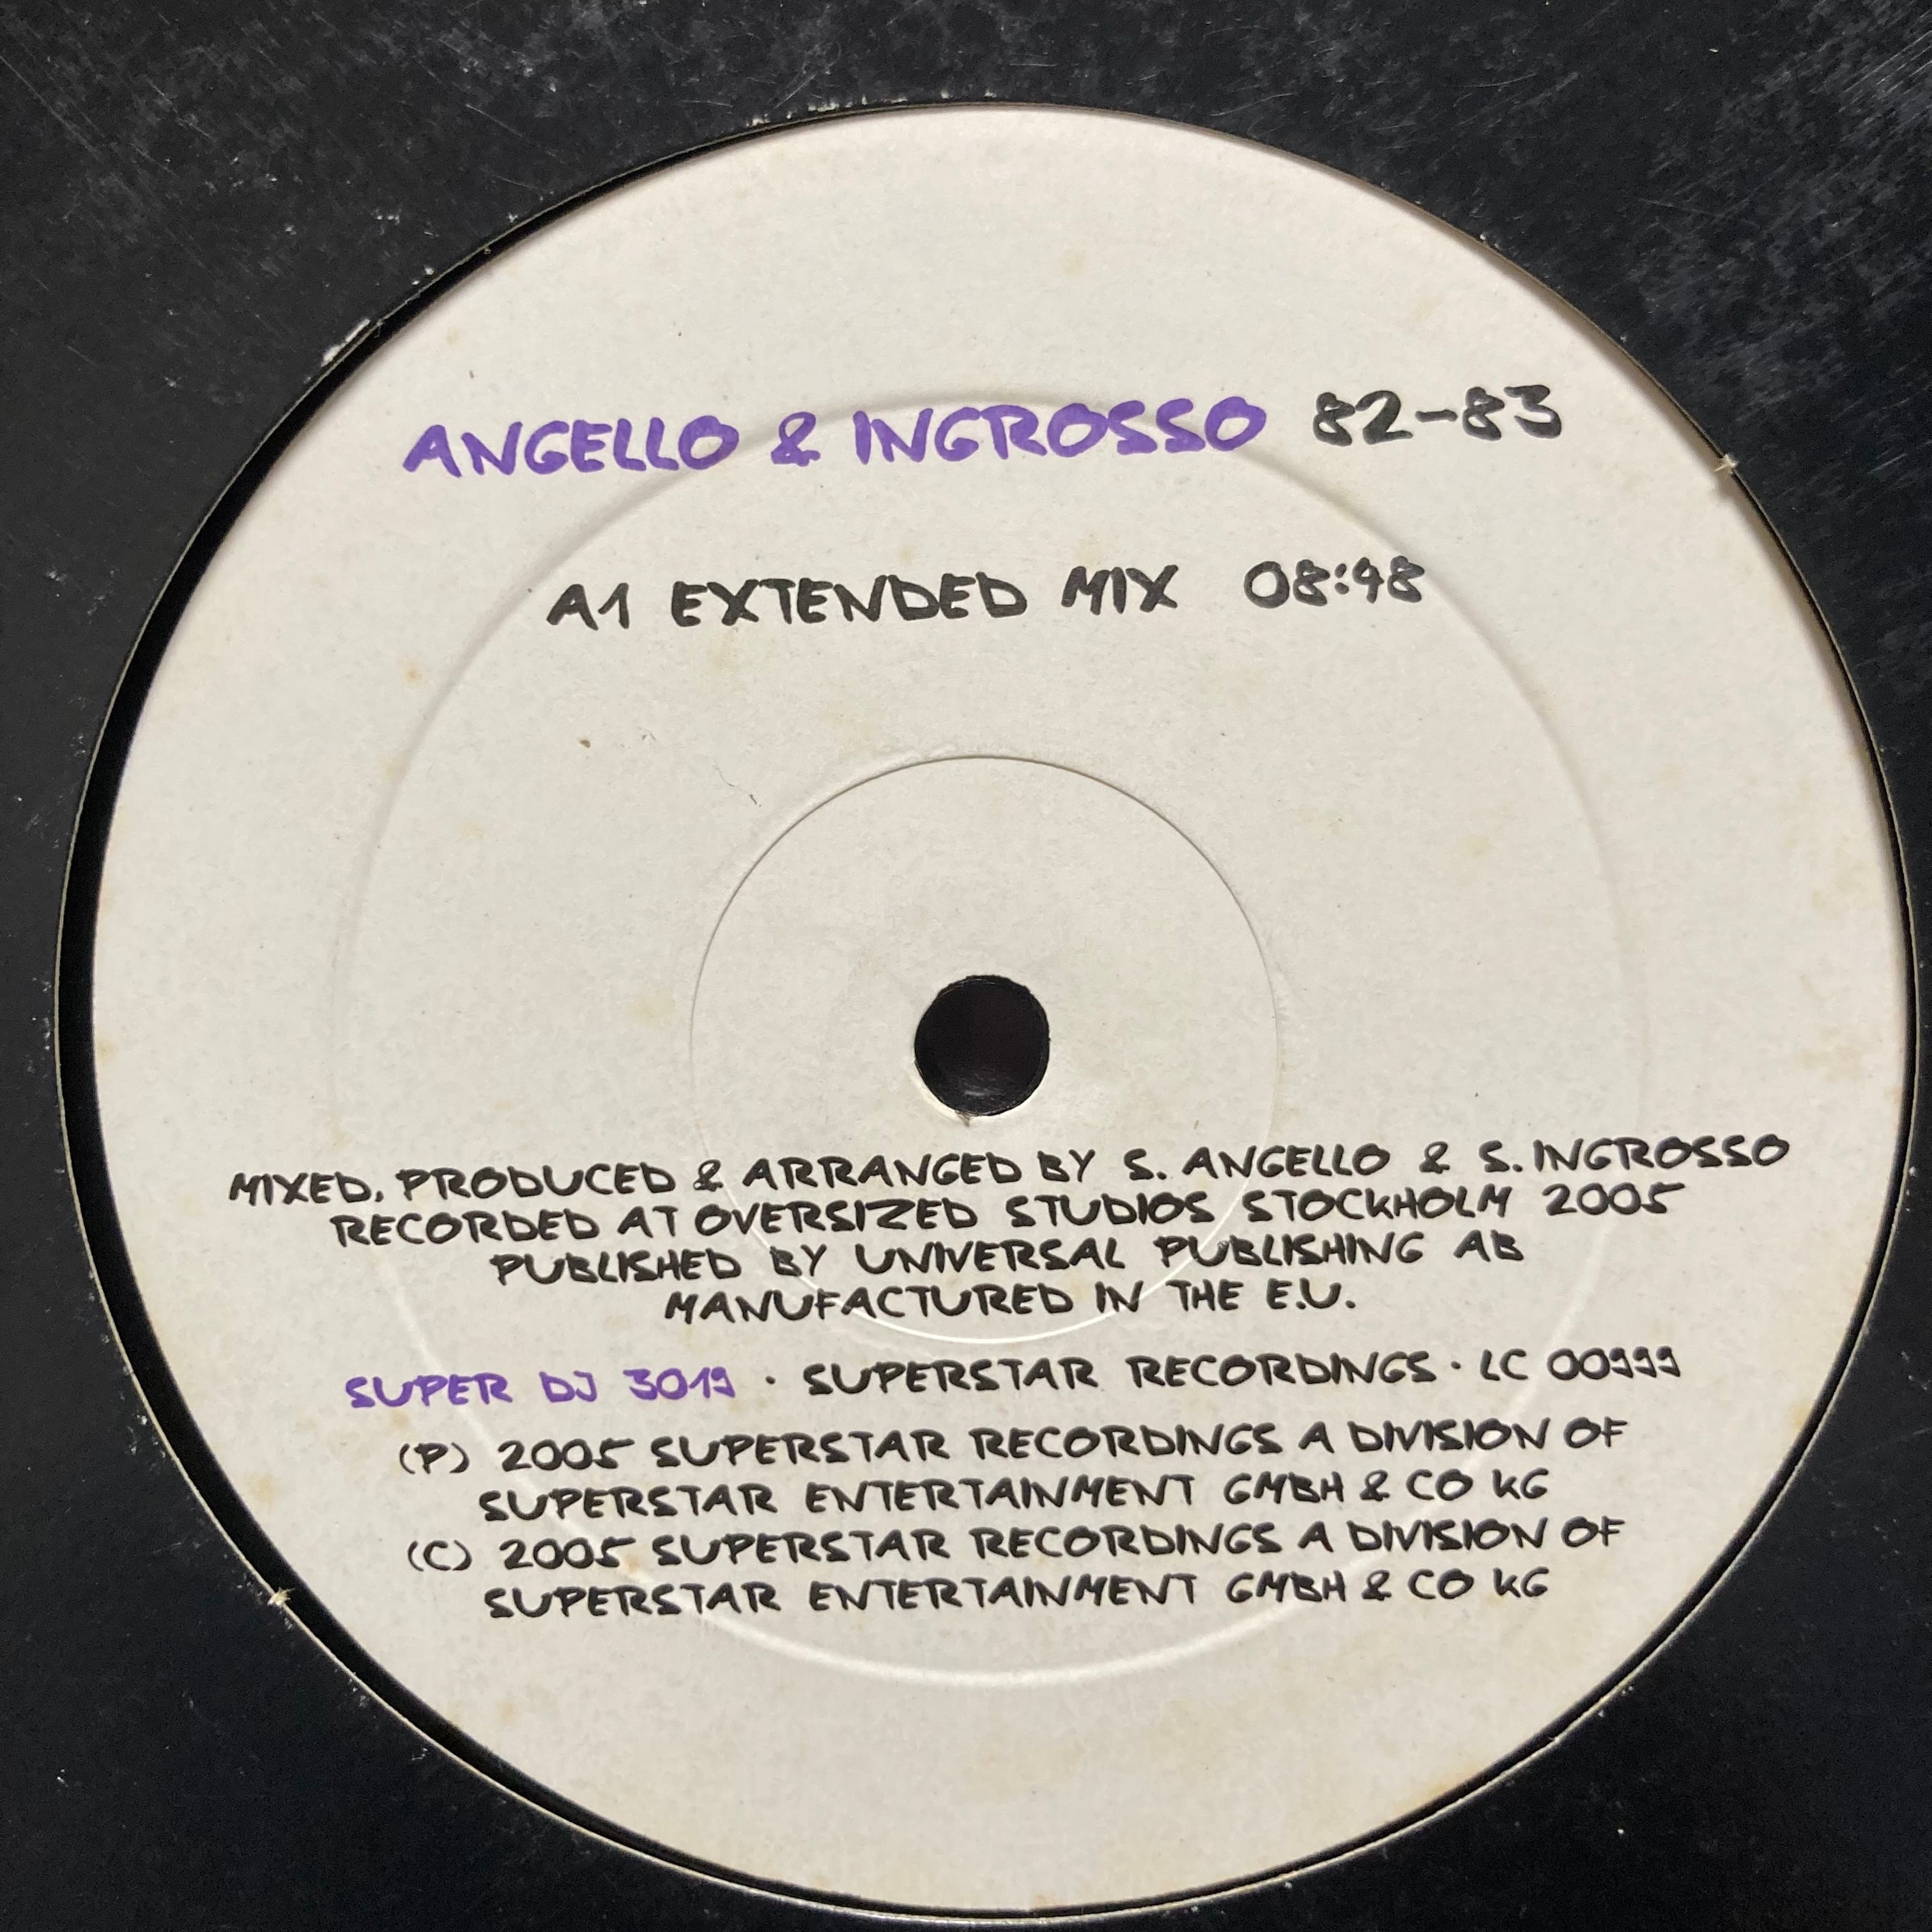 ANGELLO & INGROSSO 82-83
A1 EXTENDED MIX 08:48
MIXED, PRODUCED & ARRANGED BY S. ANGELLO & S. INGROSSO
RECORDED AT OVERSIZED STUDIOS STOCKHOLM 2005
PUBLISHED BY UNIVERSAL PUBLISHING AB
MANUFACTURED IN THE E.U.
SUPER DJ 3019 · SUPERSTAR RECORDINGS · LC 00999
(P) 2005 SUPERSTAR RECORDINGS A DIVISION OF
SUPERSTAR ENTERTAINMENT GMBH & CO KG
(C) 2005 SUPERSTAR RECORDINGS A DIVISION OF
SUPERSTAR ENTERTAINMENT GMBH & CO KG